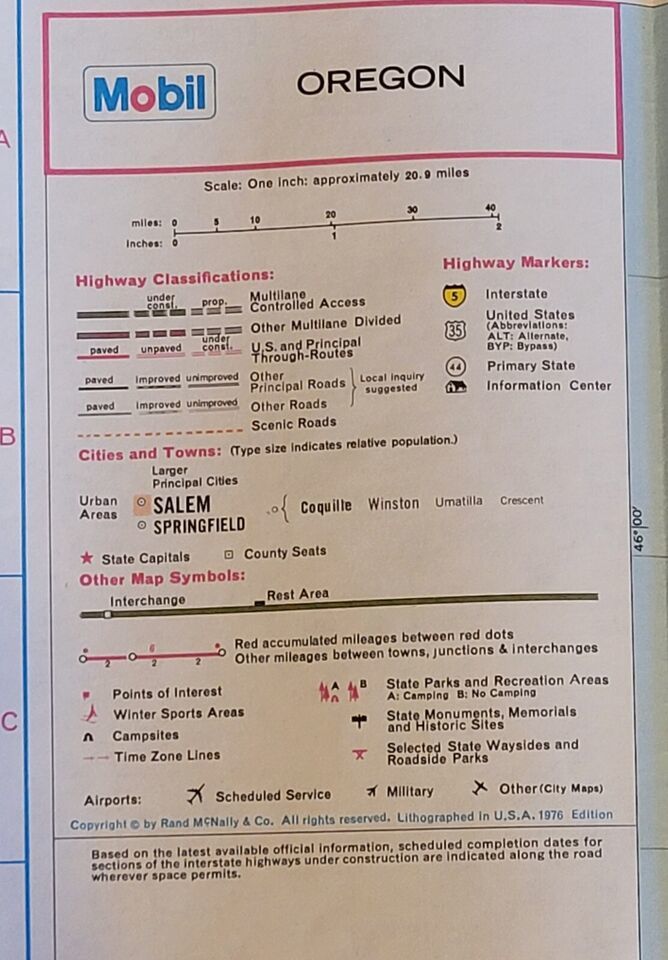 Mobil
OREGON
Scale: One inch: approximately 20.9 miles
miles: 0 5 10 20 30 40
inches: 0 1 2
Highway Classifications:
under const. prop. Multilane Controlled Access
Other Multilane Divided
paved unpaved under const. U.S. and Principal Through-Routes
paved improved unimproved Other Principal Roads
paved improved unimproved Other Roads
Local inquiry suggested
Scenic Roads
Highway Markers:
5 Interstate
35 United States
(Abbreviations:
ALT: Alternate,
BYP: Bypass)
44 Primary State
Information Center
Cities and Towns: (Type size indicates relative population.)
Larger
Principal Cities
Urban Areas
SALEM
SPRINGFIELD
Coquille Winston Umatilla Crescent
State Capitals County Seats
Other Map Symbols:
Interchange Rest Area
6
2 2 2
Red accumulated mileages between red dots
Other mileages between towns, junctions & interchanges
Points of Interest
Winter Sports Areas
Campsites
Time Zone Lines
A B State Parks and Recreation Areas
A: Camping B: No Camping
State Monuments, Memorials
and Historic Sites
Selected State Waysides and
Roadside Parks
Airports: Scheduled Service Military Other (City Maps)
Copyright © by Rand McNally & Co. All rights reserved. Lithographed in U.S.A. 1976 Edition
Based on the latest available official information, scheduled completion dates for
sections of the interstate highways under construction are indicated along the road
wherever space permits.
A
B
C
46°00'